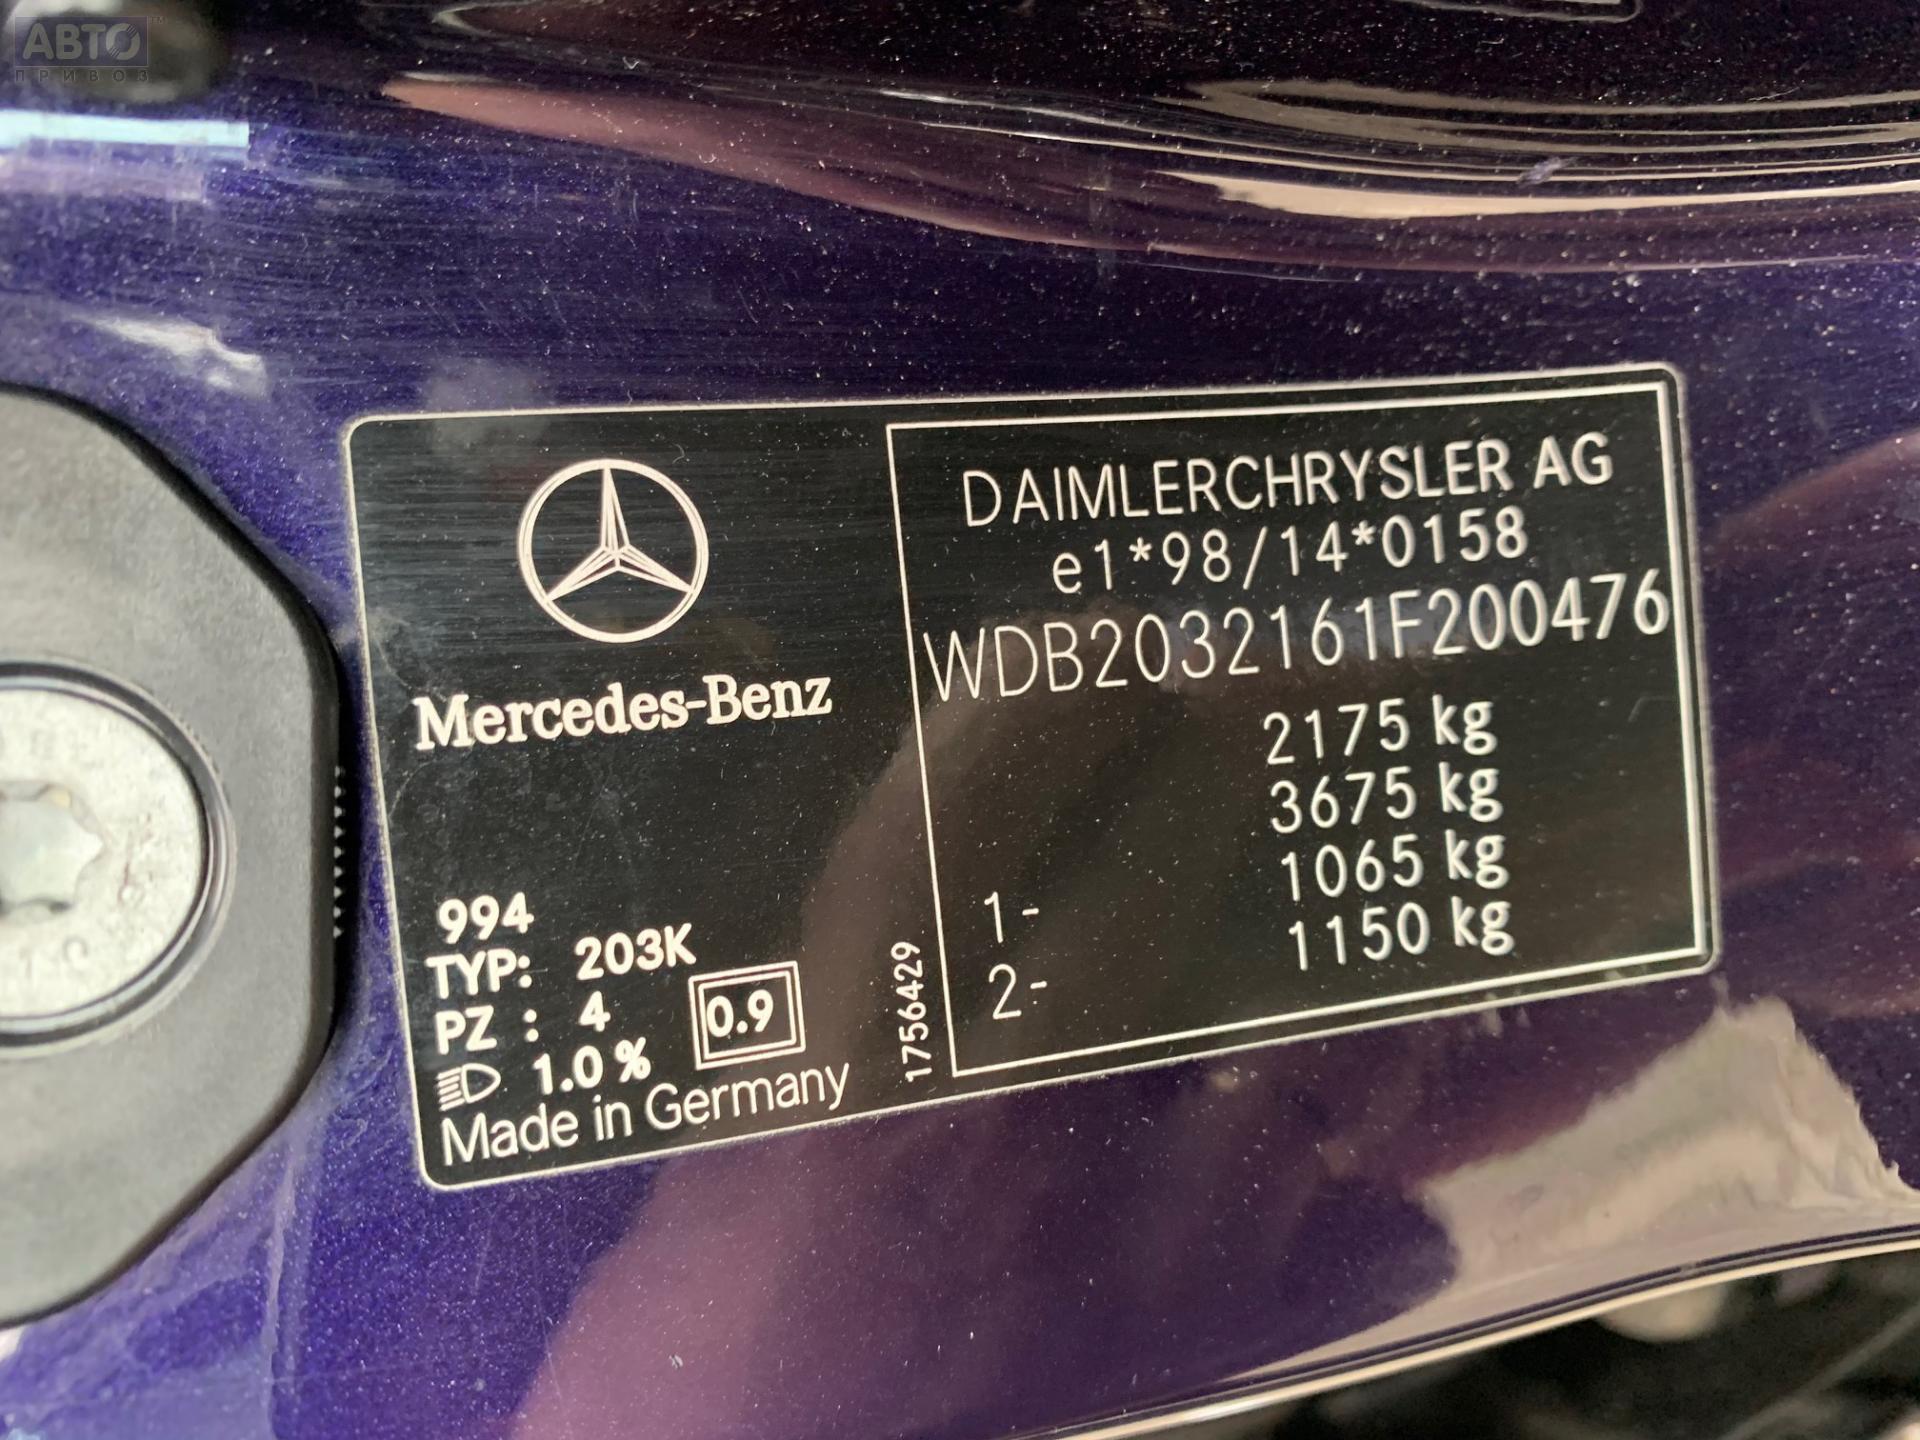 АВТО™
ПРИВОЗ
Mercedes-Benz
994
TYP: 203K
PZ : 4
1.0 % 0.9
Made in Germany
1756429
DAIMLERCHRYSLER AG
e1*98/14*0158
WDB2032161F200476
2175 kg
3675 kg
1- 1065 kg
2- 1150 kg